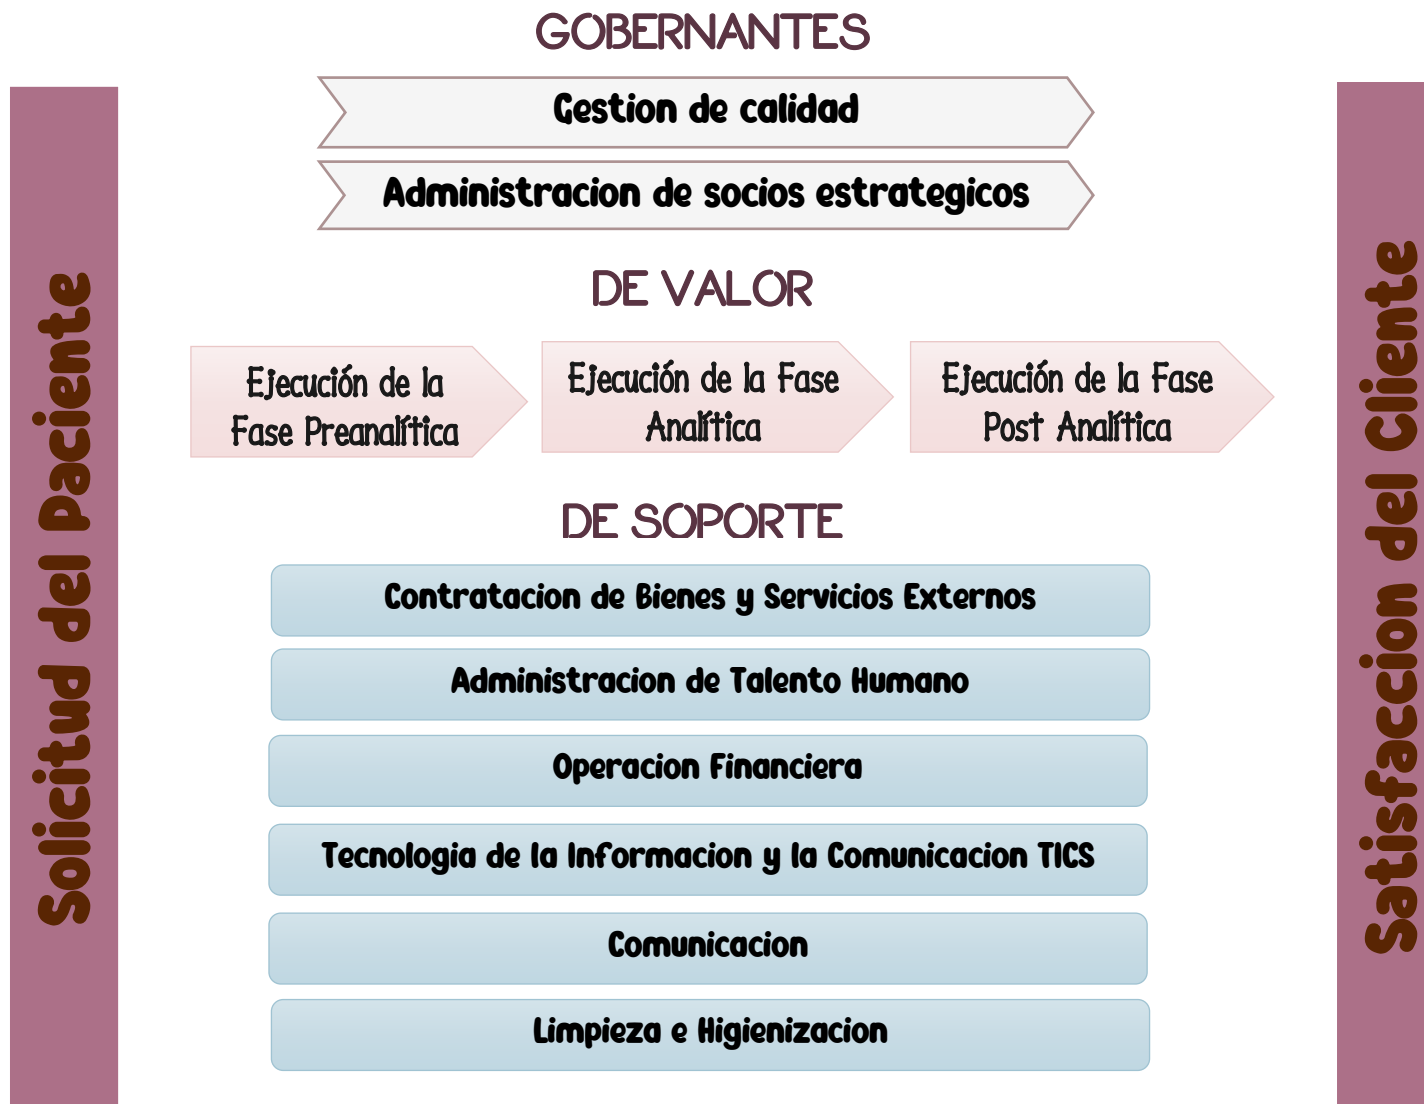 GOBERNANTES
Gestion de calidad
Administracion de socios estrategicos
Solicitud del Paciente
DE VALOR
Ejecución de la
Fase Preanalítica
Ejecución de la Fase
Analítica
Ejecución de la Fase
Post Analítica
DE SOPORTE
Contratacion de Bienes y Servicios Externos
Administracion de Talento Humano
Operacion Financiera
Tecnologia de la Informacion y la Comunicacion TICS
Comunicacion
Limpieza e Higienizacion
Satisfaccion del Cliente